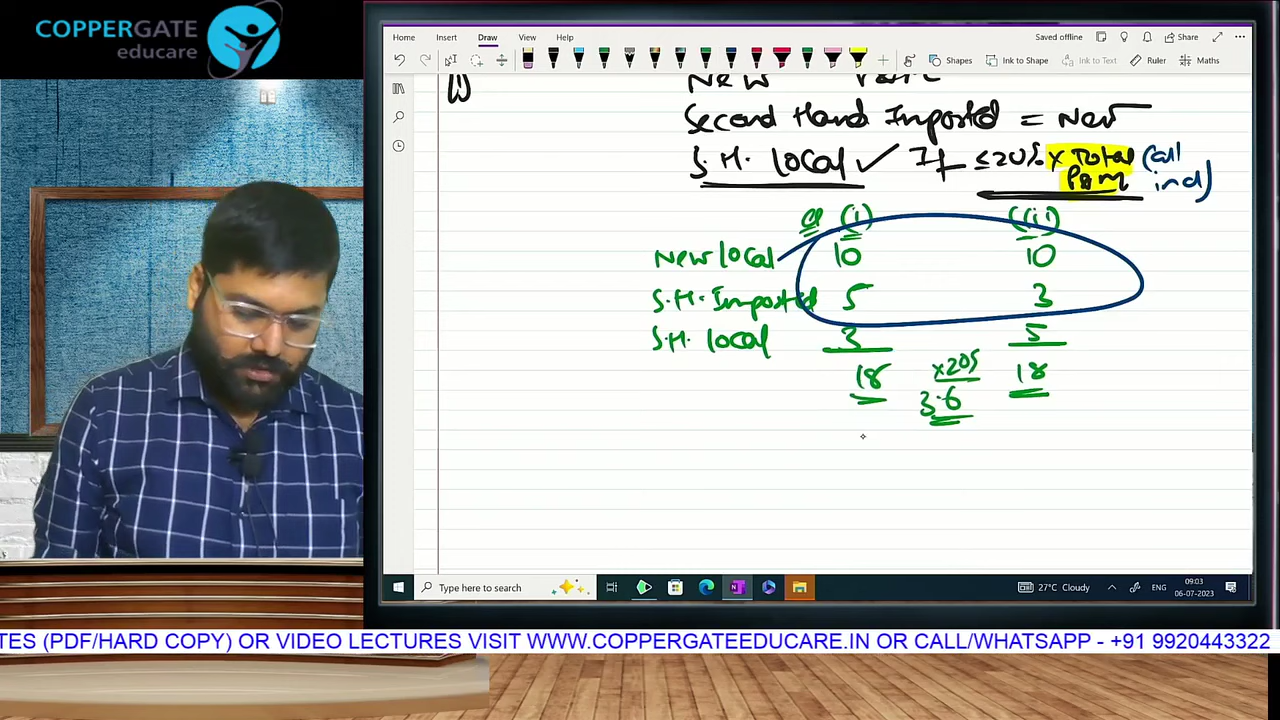 COPPERGATE
educare
Home Insert Draw View Help
Saved offline Share
Shapes Ink to Shape Ink to Text Ruler Maths
New P&M
Second Hand Imported = New
S.H. local ✓ If ≤20% x Total P&M (all incl)
(i) (ii)
New local 10 10
S.H. Imported 5 3
S.H. local 3 5
18 x20% 18
3.6
Type here to search
27°C Cloudy ENG 09:03
06-07-2023
TES (PDF/HARD COPY) OR VIDEO LECTURES VISIT WWW.COPPERGATEEDUCARE.IN OR CALL/WHATSAPP - +91 9920443322